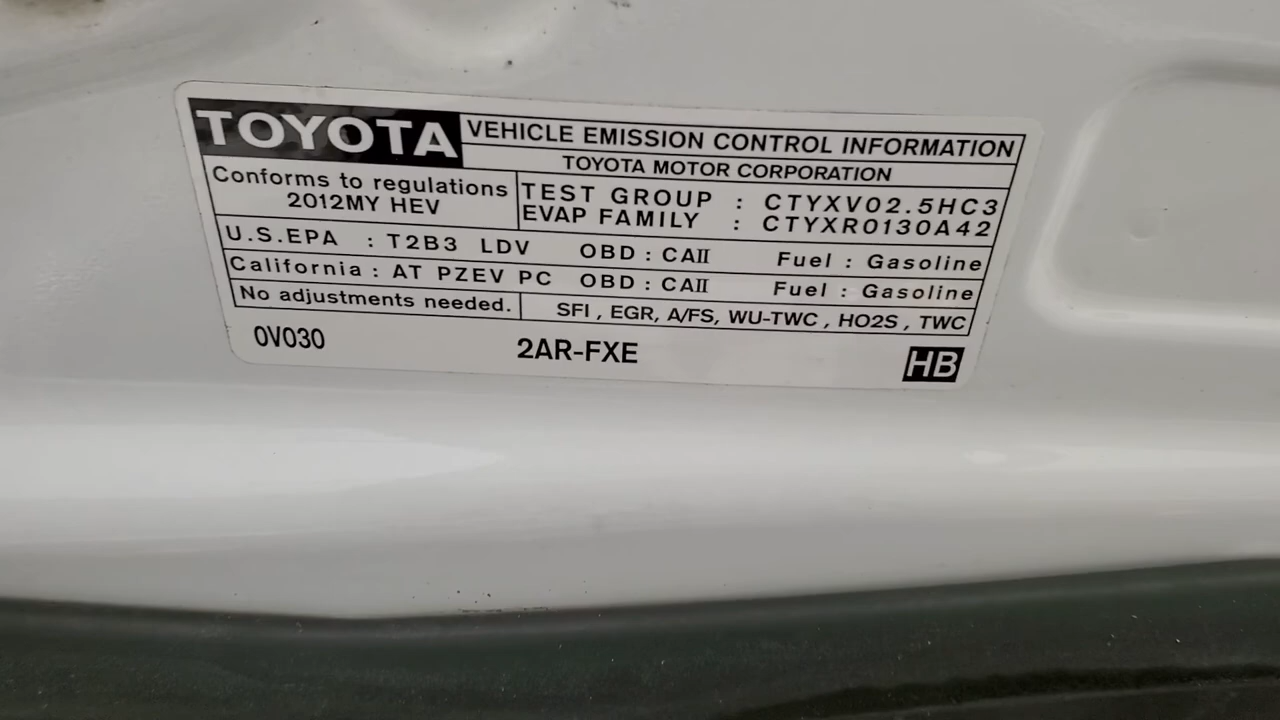 TOYOTA VEHICLE EMISSION CONTROL INFORMATION
TOYOTA MOTOR CORPORATION
Conforms to regulations
2012MY HEV
TEST GROUP : CTYXV02.5HC3
EVAP FAMILY : CTYXR0130A42
U.S.EPA : T2B3 LDV OBD : CAII Fuel : Gasoline
California : AT PZEV PC OBD : CAII Fuel : Gasoline
No adjustments needed. SFI , EGR, A/FS, WU-TWC , HO2S , TWC
0V030 2AR-FXE HB